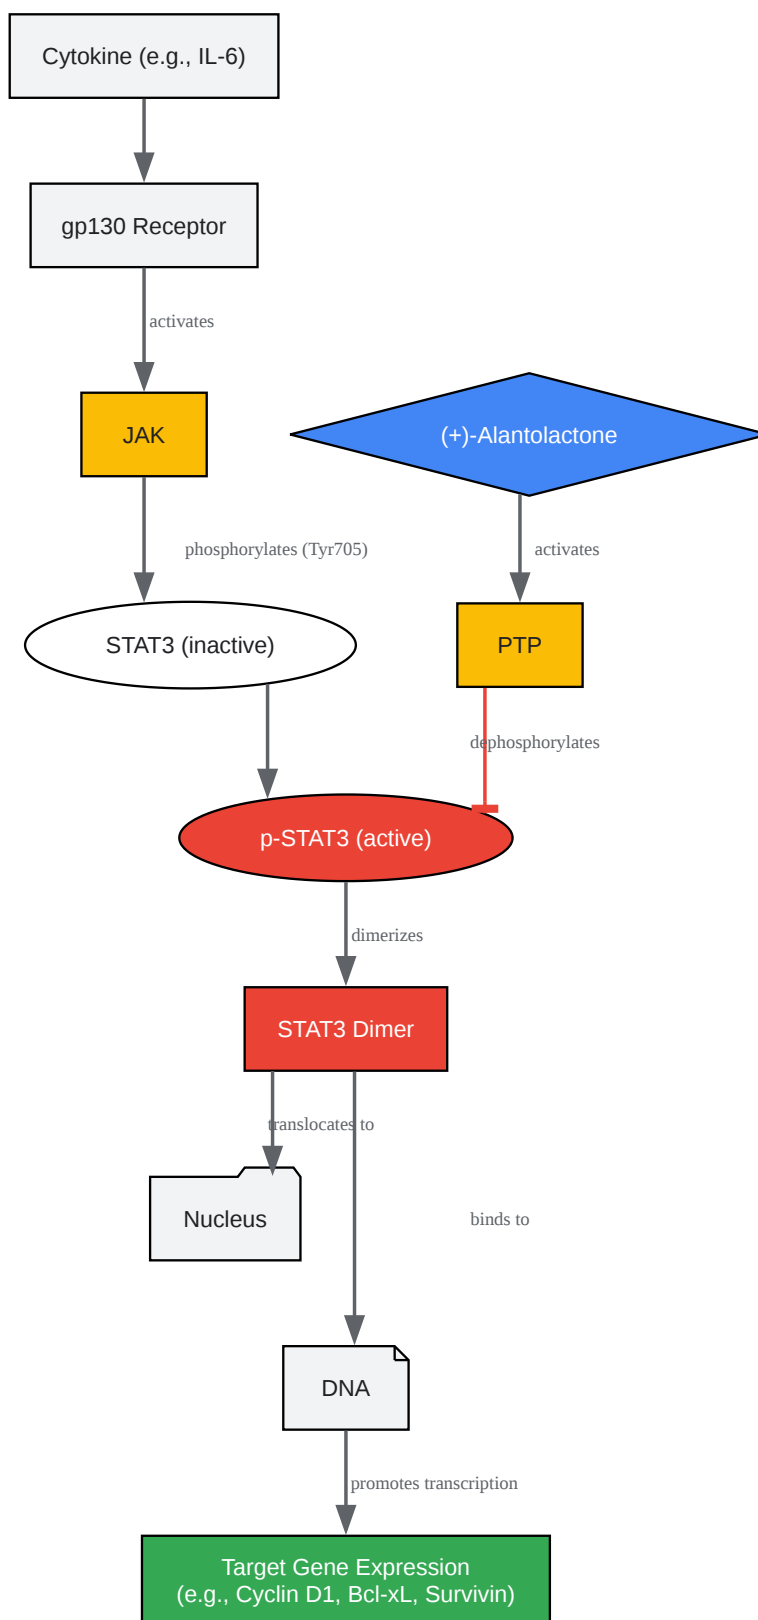 Cytokine (e.g., IL-6)
gp130 Receptor
activates
JAK
(+)-Alantolactone
phosphorylates (Tyr705)
activates
STAT3 (inactive)
PTP
dephosphorylates
p-STAT3 (active)
dimerizes
STAT3 Dimer
translocates to
Nucleus
binds to
DNA
promotes transcription
Target Gene Expression
(e.g., Cyclin D1, Bcl-xL, Survivin)